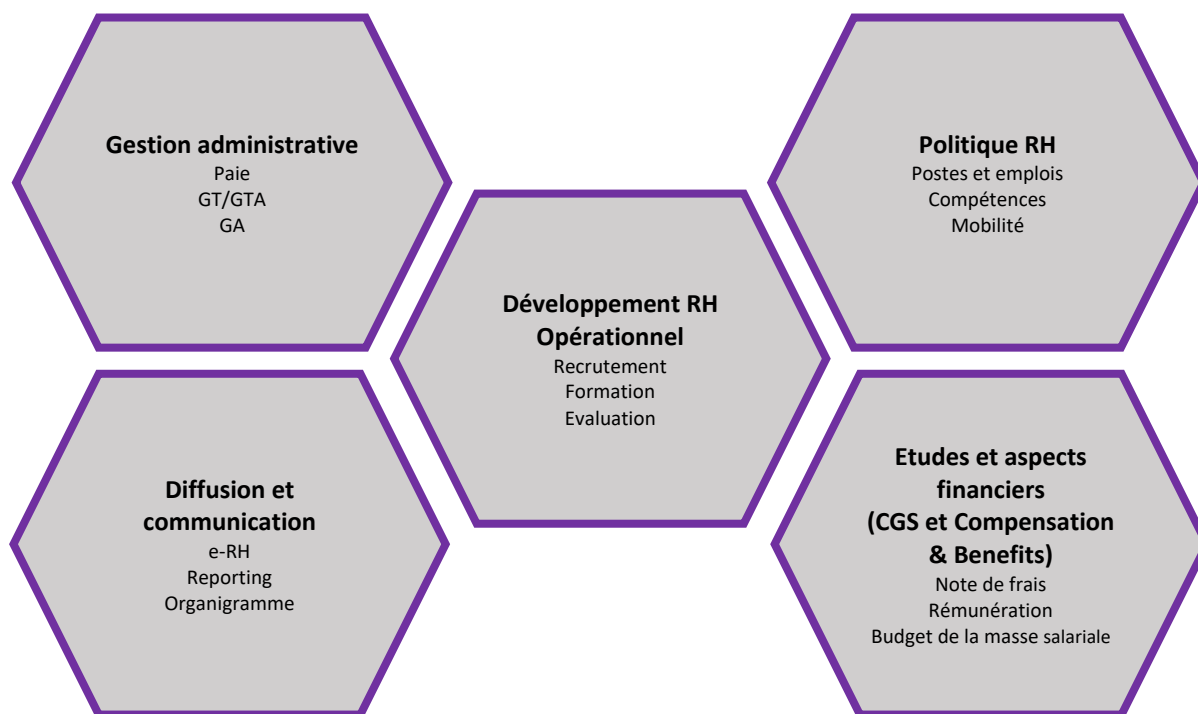 Gestion administrative
Paie
GT/GTA
GA
Politique RH
Postes et emplois
Compétences
Mobilité
Développement RH
Opérationnel
Recrutement
Formation
Evaluation
Diffusion et
communication
e-RH
Reporting
Organigramme
Etudes et aspects
financiers
(CGS et Compensation
& Benefits)
Note de frais
Rémunération
Budget de la masse salariale